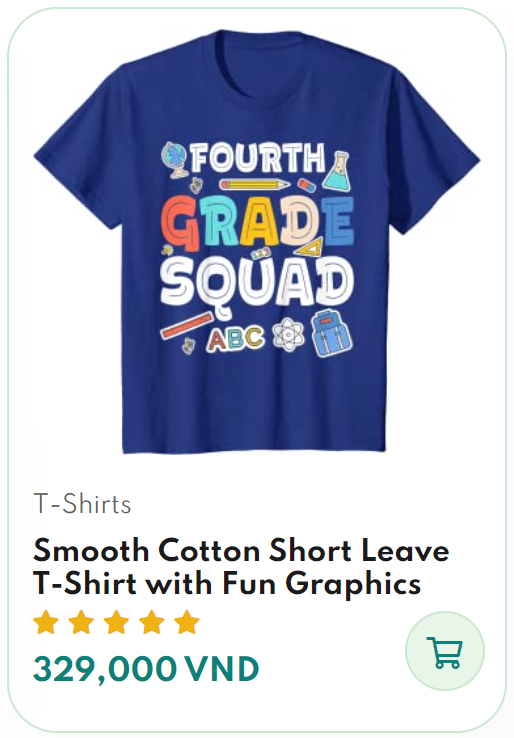 FOURTH
GRADE
SQUAD
ABC
T-Shirts
Smooth Cotton Short Leave
T-Shirt with Fun Graphics
329,000 VND